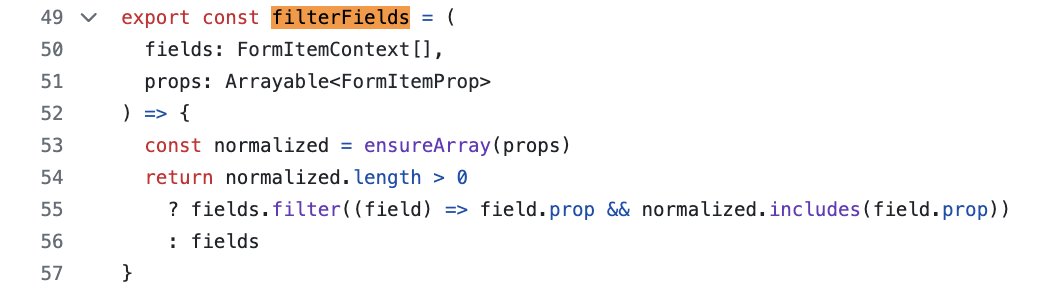 49 export const filterFields = (
50   fields: FormItemContext[],
51   props: Arrayable<FormItemProp>
52 ) => {
53   const normalized = ensureArray(props)
54   return normalized.length > 0
55     ? fields.filter((field) => field.prop && normalized.includes(field.prop))
56     : fields
57 }